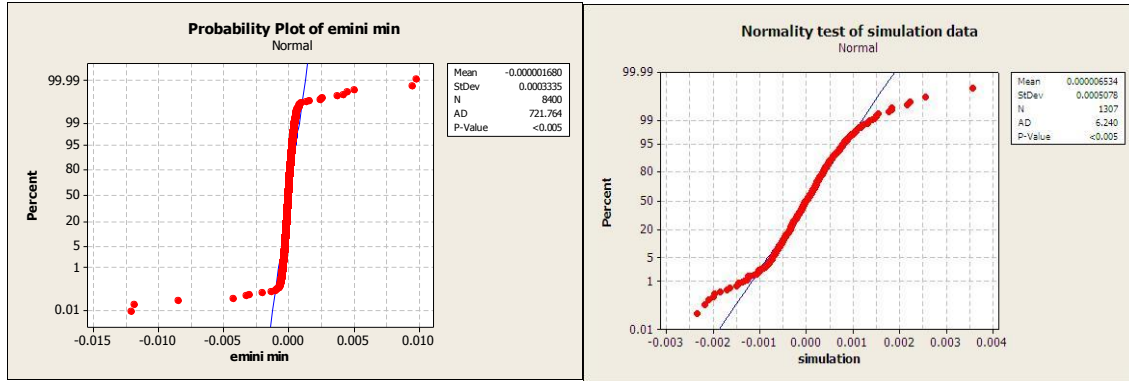 Probability Plot of emini min
Normal
99.99
99
95
80
50
20
5
1
0.01
Percent
-0.015
-0.010
-0.005
0.000
0.005
0.010
emini min
Mean -0.000001680
StDev 0.0003335
N 8400
AD 721.764
P-Value <0.005
Normality test of simulation data
Normal
99.99
99
95
80
50
20
5
1
0.01
Percent
-0.003
-0.002
-0.001
0.000
0.001
0.002
0.003
0.004
simulation
Mean 0.000006534
StDev 0.0005078
N 1307
AD 6.240
P-Value <0.005